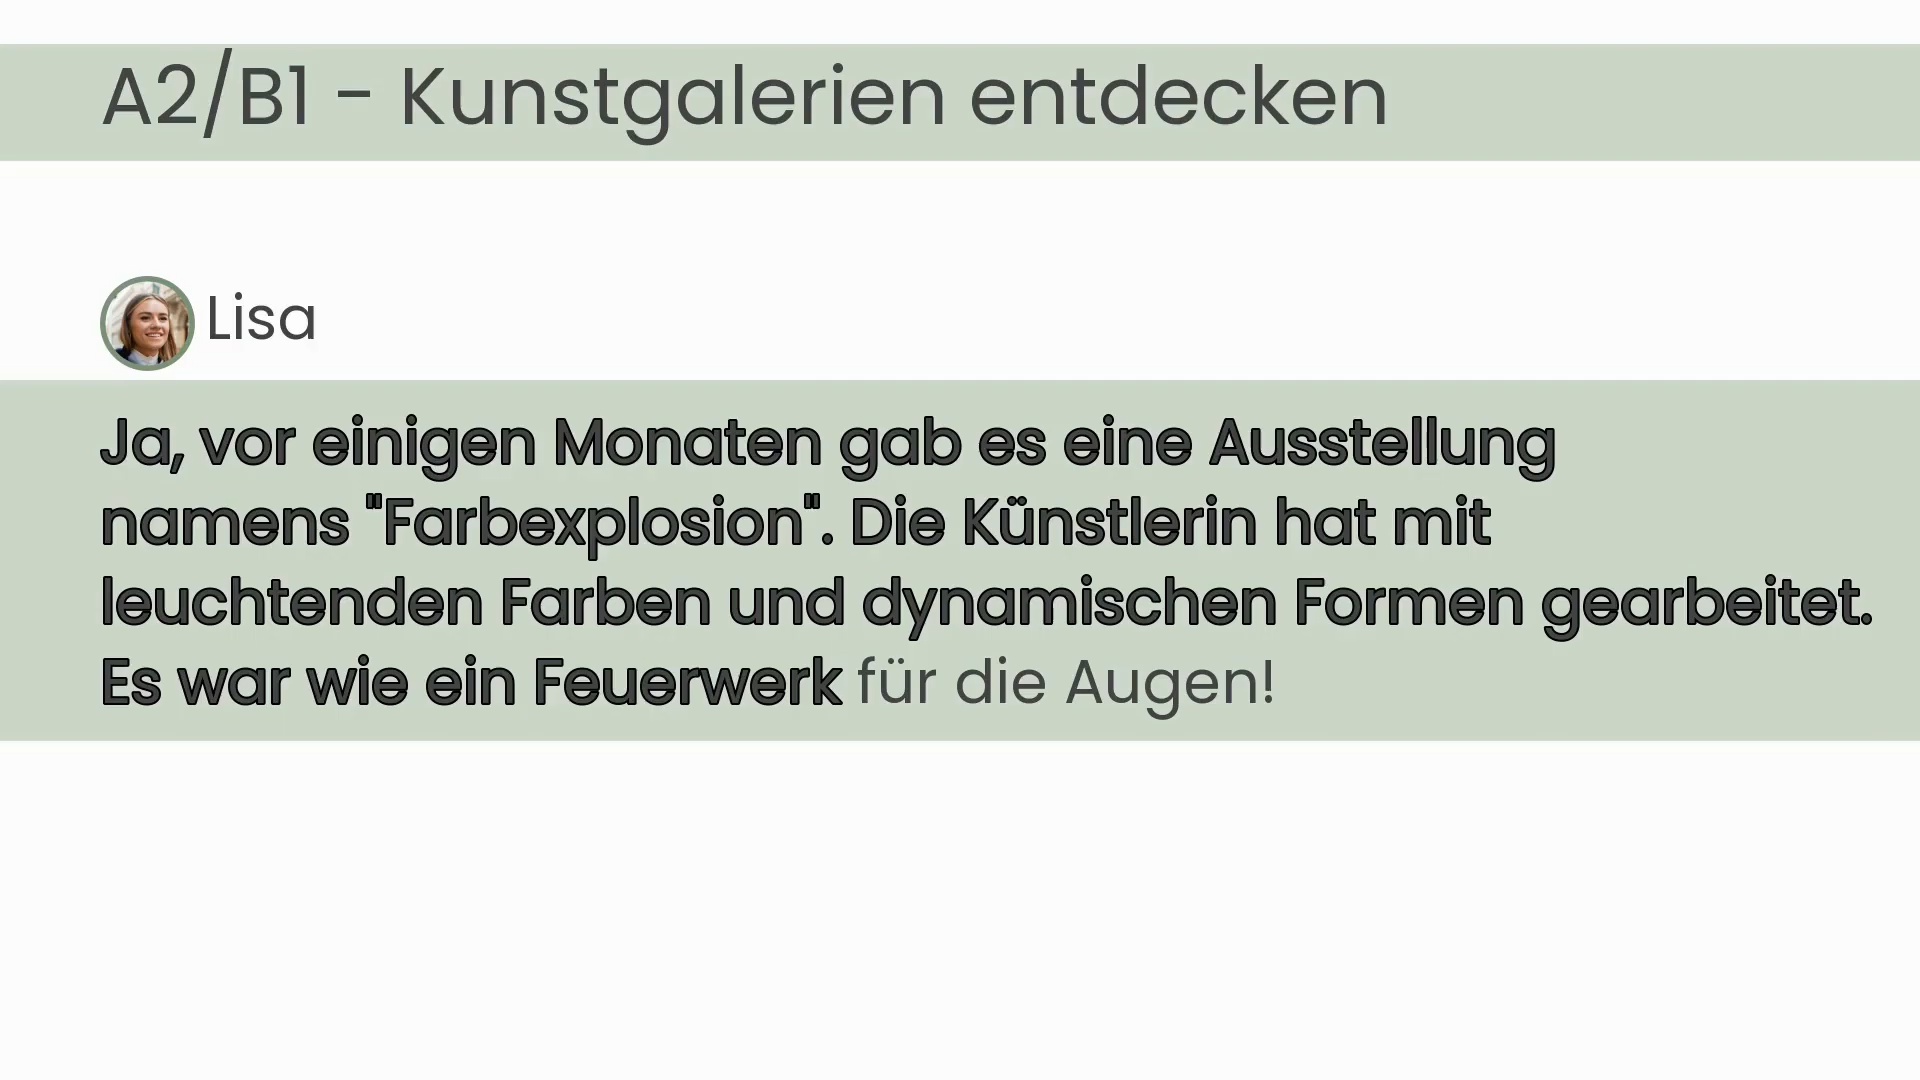 A2/B1 - Kunstgalerien entdecken
Lisa
Ja, vor einigen Monaten gab es eine Ausstellung
namens "Farbexplosion". Die Künstlerin hat mit
leuchtenden Farben und dynamischen Formen gearbeitet.
Es war wie ein Feuerwerk für die Augen!